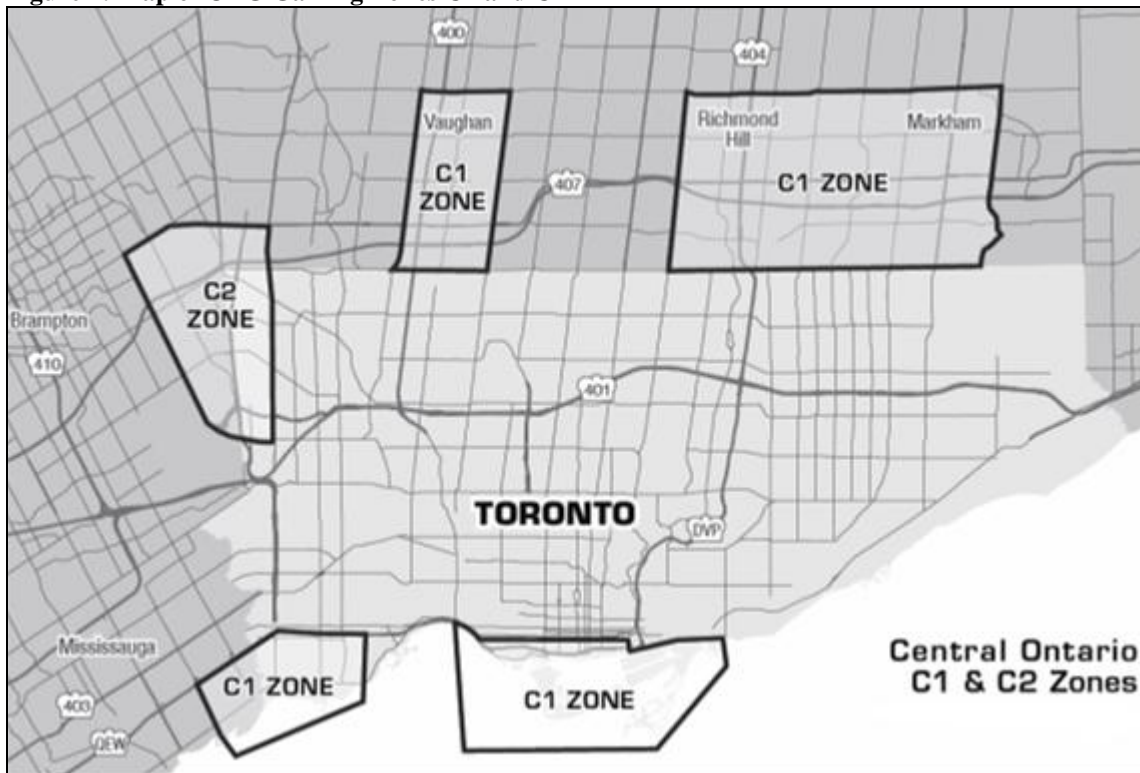 400
404
Vaughan
Richmond
Hill
Markham
C1
ZONE
C1 ZONE
407
C2
ZONE
Brampton
410
401
TORONTO
DVP
Mississauga
C1 ZONE
C1 ZONE
Central Ontario
C1 & C2 Zones
403
QEW